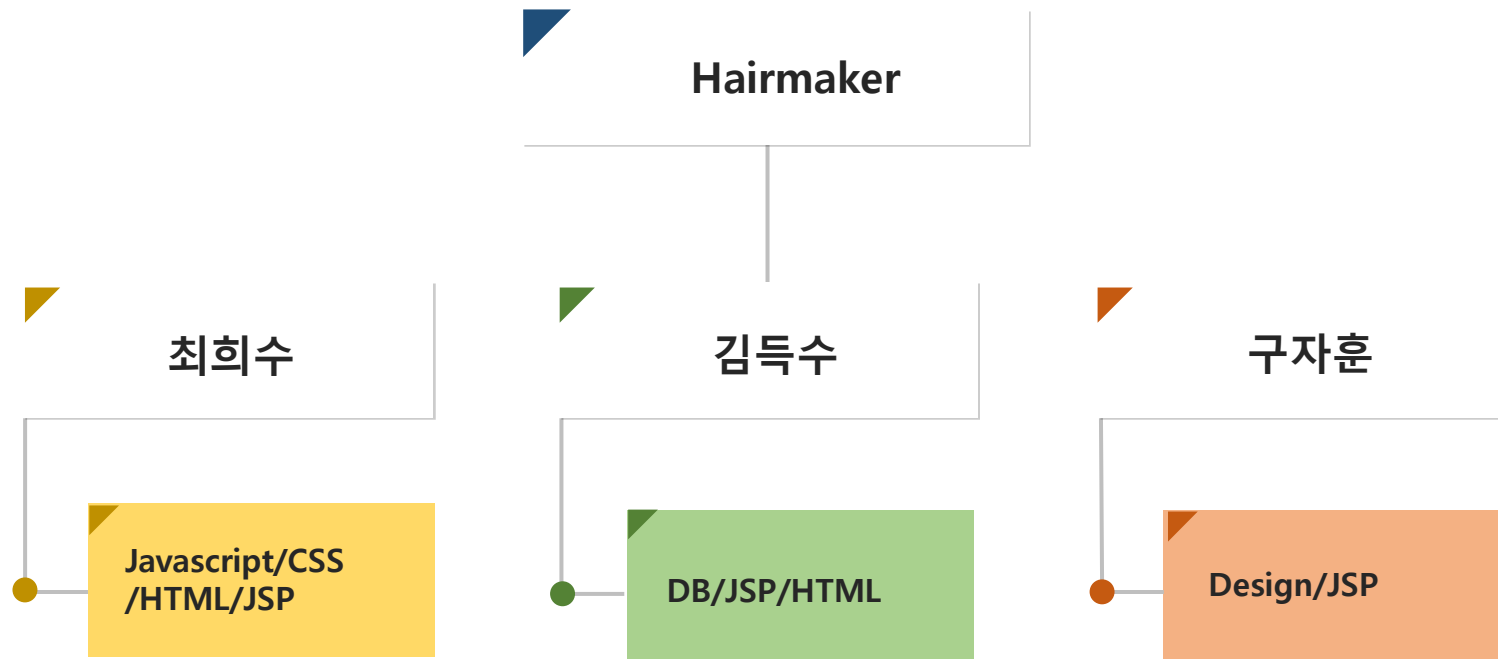 Hairmaker
최희수
김득수
구자훈
Javascript/CSS
/HTML/JSP
DB/JSP/HTML
Design/JSP